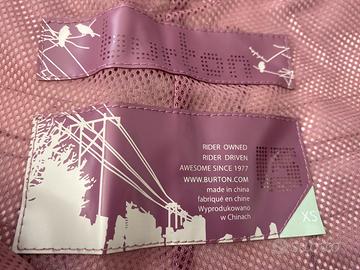 RIDER OWNED
RIDER DRIVEN
AWESOME SINCE 1977
WWW.BURTON.COM
made in china
fabriqué en chine
Wyprodukowano
w Chinach
XS